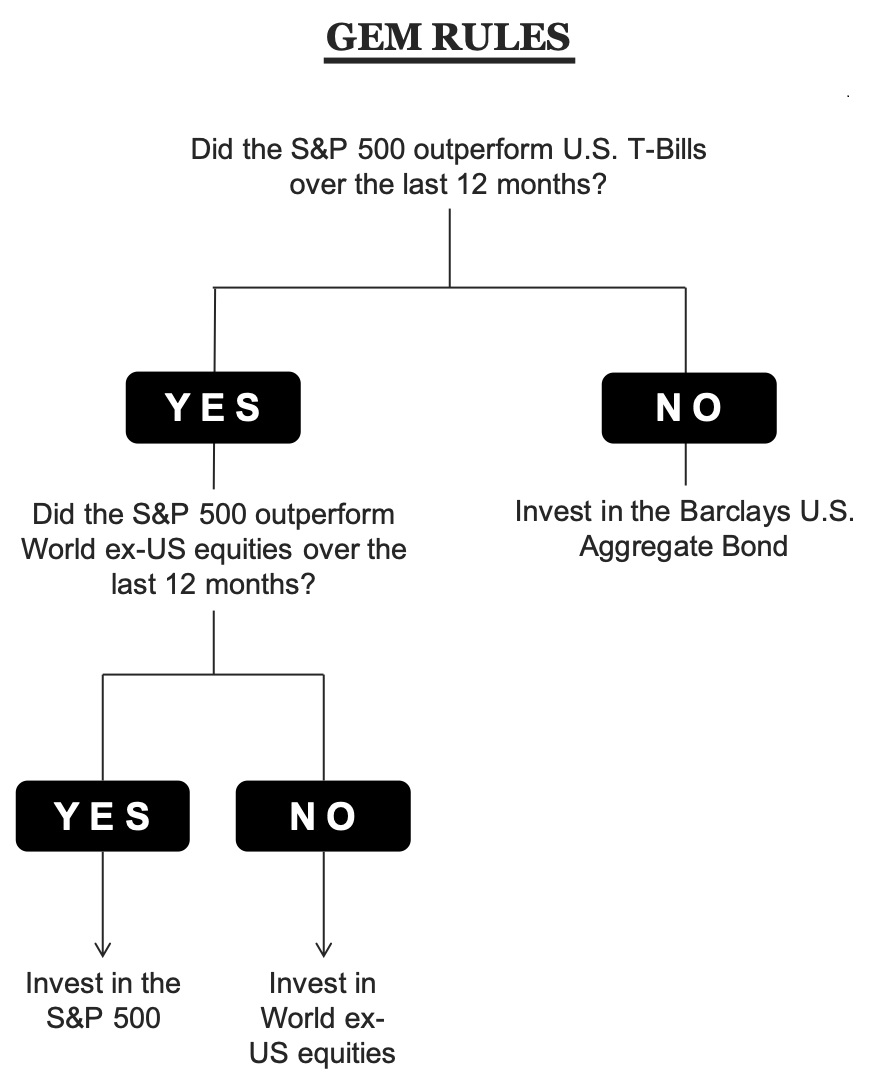 GEM RULES
Did the S&P 500 outperform U.S. T-Bills
over the last 12 months?
YES
NO
Did the S&P 500 outperform
World ex-US equities over the
last 12 months?
Invest in the Barclays U.S.
Aggregate Bond
YES
NO
Invest in the
S&P 500
Invest in
World ex-
US equities